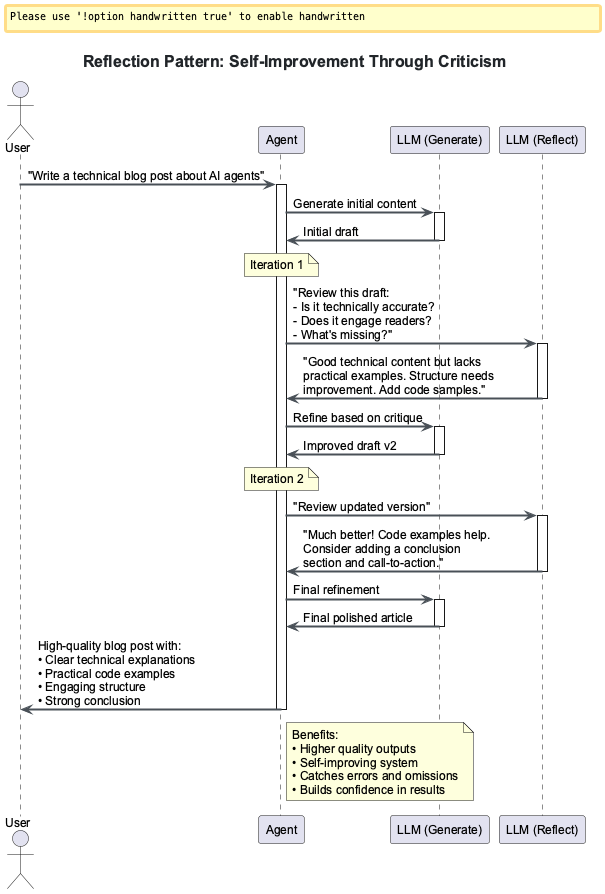 Please use '!option handwritten true' to enable handwritten
Reflection Pattern: Self-Improvement Through Criticism
User
Agent
LLM (Generate)
LLM (Reflect)
"Write a technical blog post about AI agents"
Generate initial content
Initial draft
Iteration 1
"Review this draft:
- Is it technically accurate?
- Does it engage readers?
- What's missing?"
"Good technical content but lacks
practical examples. Structure needs
improvement. Add code samples."
Refine based on critique
Improved draft v2
Iteration 2
"Review updated version"
"Much better! Code examples help.
Consider adding a conclusion
section and call-to-action."
Final refinement
Final polished article
High-quality blog post with:
• Clear technical explanations
• Practical code examples
• Engaging structure
• Strong conclusion
Benefits:
• Higher quality outputs
• Self-improving system
• Catches errors and omissions
• Builds confidence in results
User
Agent
LLM (Generate)
LLM (Reflect)